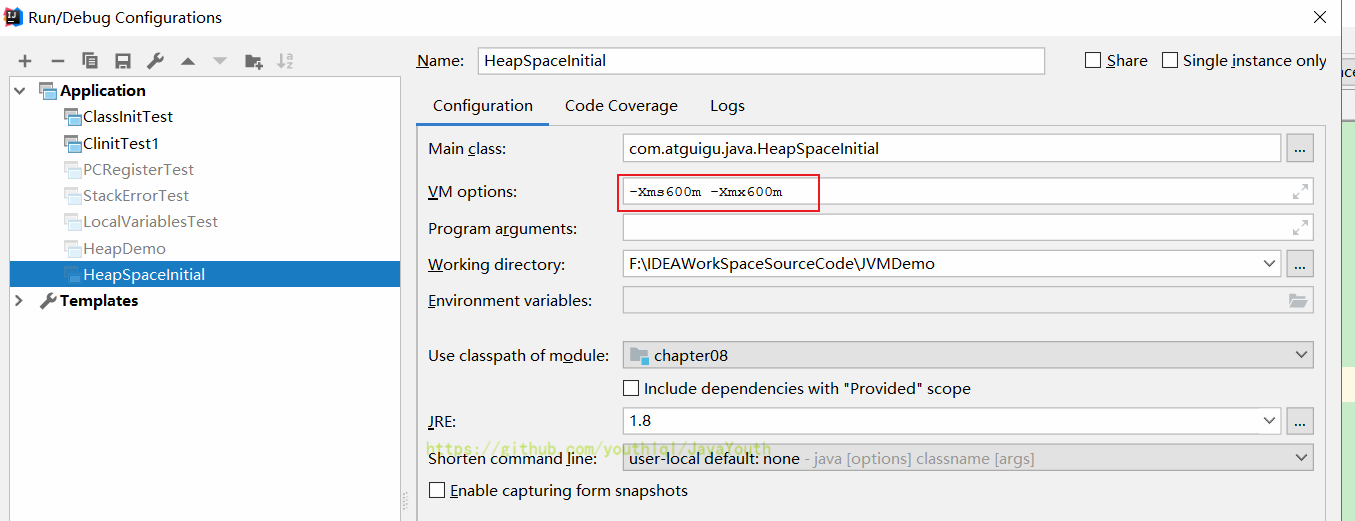 Run/Debug Configurations
Name: HeapSpaceInitial Share Single instance only
Application
ClassInitTest
ClinitTest1
PCRegisterTest
StackErrorTest
LocalVariablesTest
HeapDemo
HeapSpaceInitial
Templates
Configuration Code Coverage Logs
Main class: com.atguigu.java.HeapSpaceInitial ...
VM options: -Xms600m -Xmx600m
Program arguments:
Working directory: F:\IDEAWorkSpaceSourceCode\JVMDemo ...
Environment variables:
Use classpath of module: chapter08
Include dependencies with "Provided" scope
JRE: 1.8 ...
https://github.com/youthlql/JavaYouth
Shorten command line: user-local default: none - java [options] classname [args]
Enable capturing form snapshots